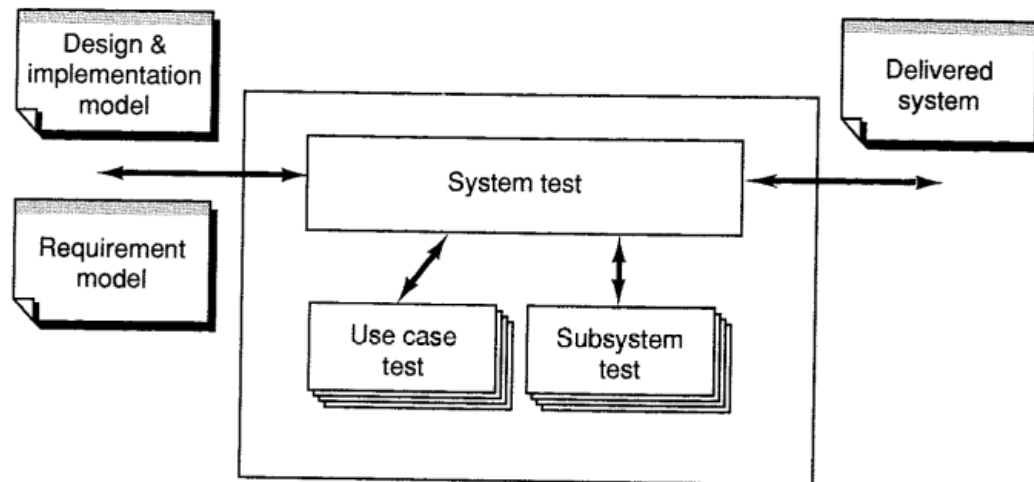 Design &
implementation
model
Delivered
system
System test
Requirement
model
Use case
test
Subsystem
test